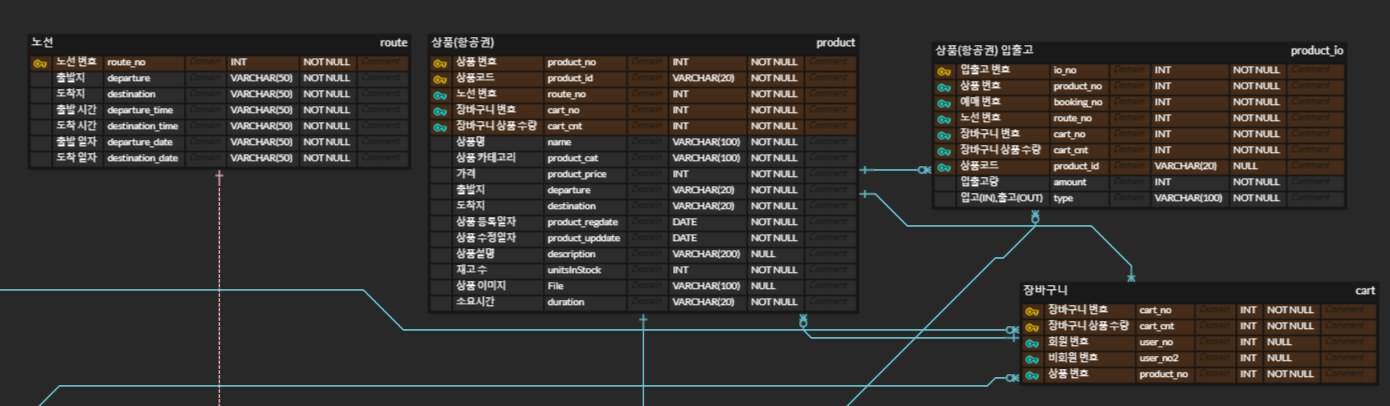 노선 route
노선 번호 route_no Domain INT NOT NULL Comment
출발지 departure Domain VARCHAR(50) NOT NULL Comment
도착지 destination Domain VARCHAR(50) NOT NULL Comment
출발 시간 departure_time Domain VARCHAR(50) NOT NULL Comment
도착 시간 destination_time Domain VARCHAR(50) NOT NULL Comment
출발 일자 departure_date Domain VARCHAR(50) NOT NULL Comment
도착 일자 destination_date Domain VARCHAR(50) NOT NULL Comment
상품(항공권) product
상품 번호 product_no Domain INT NOT NULL Comment
상품코드 product_id Domain VARCHAR(20) NOT NULL Comment
노선 번호 route_no Domain INT NOT NULL Comment
장바구니 번호 cart_no Domain INT NOT NULL Comment
장바구니 상품 수량 cart_cnt Domain INT NOT NULL Comment
상품명 name Domain VARCHAR(100) NOT NULL Comment
상품 카테고리 product_cat Domain VARCHAR(100) NOT NULL Comment
가격 product_price Domain INT NOT NULL Comment
출발지 departure Domain VARCHAR(20) NOT NULL Comment
도착지 destination Domain VARCHAR(20) NOT NULL Comment
상품 등록일자 product_regdate Domain DATE NOT NULL Comment
상품 수정일자 product_upddate Domain DATE NOT NULL Comment
상품설명 description Domain VARCHAR(200) NULL Comment
재고 수 unitsInStock Domain INT NOT NULL Comment
상품 이미지 File Domain VARCHAR(100) NULL Comment
소요시간 duration Domain VARCHAR(20) NOT NULL Comment
상품(항공권) 입출고 product_io
입출고 번호 io_no Domain INT NOT NULL Comment
상품 번호 product_no Domain INT NOT NULL Comment
예매 번호 booking_no Domain INT NOT NULL Comment
노선 번호 route_no Domain INT NOT NULL Comment
장바구니 번호 cart_no Domain INT NOT NULL Comment
장바구니 상품 수량 cart_cnt Domain INT NOT NULL Comment
상품코드 product_id Domain VARCHAR(20) NULL Comment
입출고량 amount Domain INT NOT NULL Comment
입고(IN),출고(OUT) type Domain VARCHAR(100) NOT NULL Comment
장바구니 cart
장바구니 번호 cart_no Domain INT NOT NULL Comment
장바구니 상품 수량 cart_cnt Domain INT NOT NULL Comment
회원 번호 user_no Domain INT NULL Comment
비회원 번호 user_no2 Domain INT NULL Comment
상품 번호 product_no Domain INT NOT NULL Comment